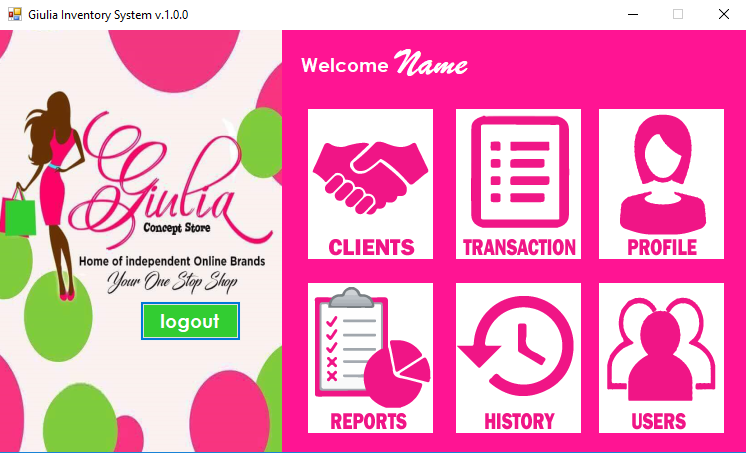 Giulia Inventory System v.1.0.0
Giulia
Concept Store
Home of independent Online Brands
Your One Stop Shop
logout
Welcome Name
CLIENTS
TRANSACTION
PROFILE
REPORTS
HISTORY
USERS